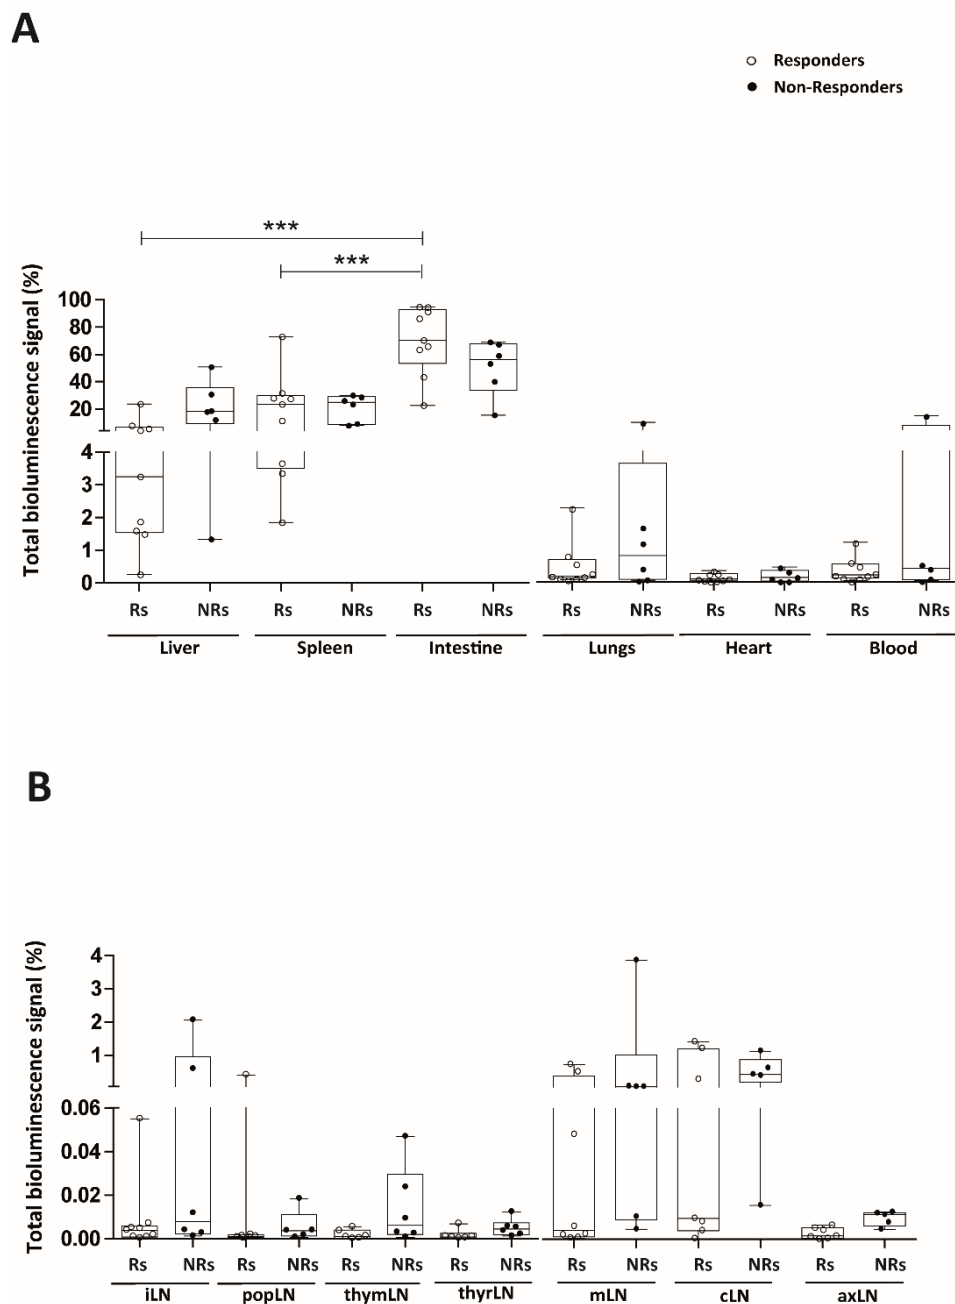 A
Responders
Non-Responders
***
***
Total bioluminescence signal (%)
100
80
60
40
20
4
3
2
1
0
Rs NRs Rs NRs Rs NRs Rs NRs Rs NRs Rs NRs
Liver Spleen Intestine Lungs Heart Blood
B
Total bioluminescence signal (%)
4
3
2
1
0.06
0.04
0.02
0.00
Rs NRs Rs NRs Rs NRs Rs NRs Rs NRs Rs NRs Rs NRs
iLN popLN thymLN thyrLN mLN cLN axLN